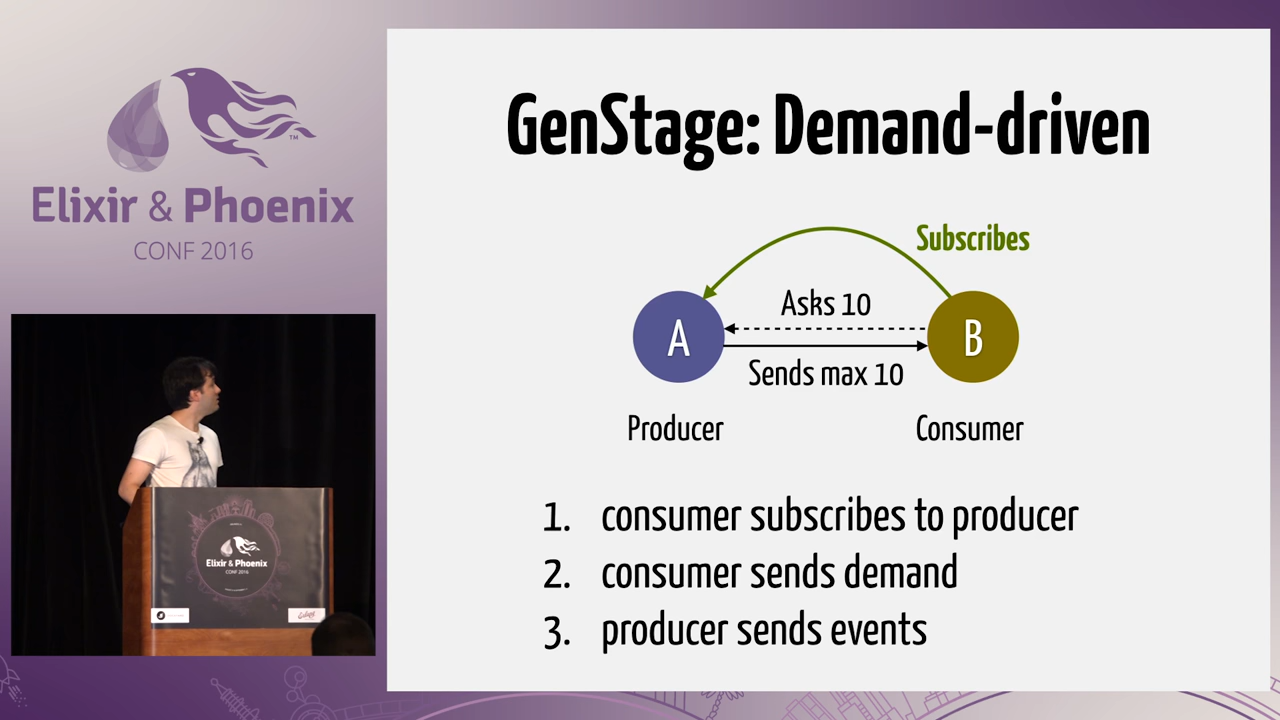 Elixir & Phoenix
CONF 2016
TM
GenStage: Demand-driven
Subscribes
Asks 10
A
B
Sends max 10
Producer
Consumer
1. consumer subscribes to producer
2. consumer sends demand
3. producer sends events
Elixir & Phoenix
CONF 2016